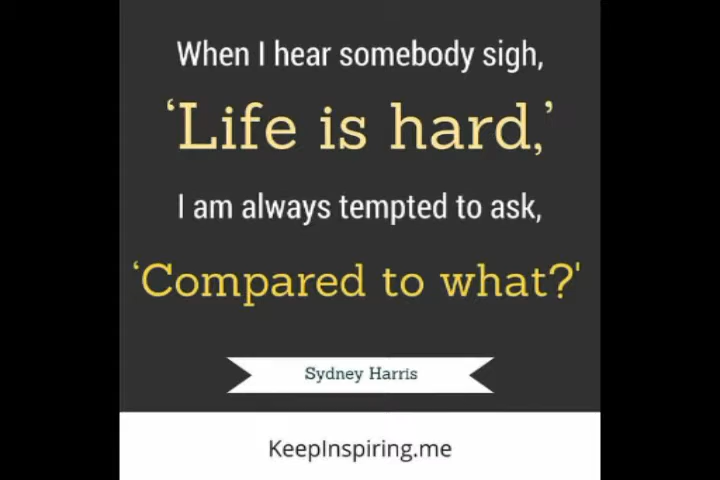 When I hear somebody sigh,
‘Life is hard,’
I am always tempted to ask,
‘Compared to what?'
Sydney Harris
KeepInspiring.me